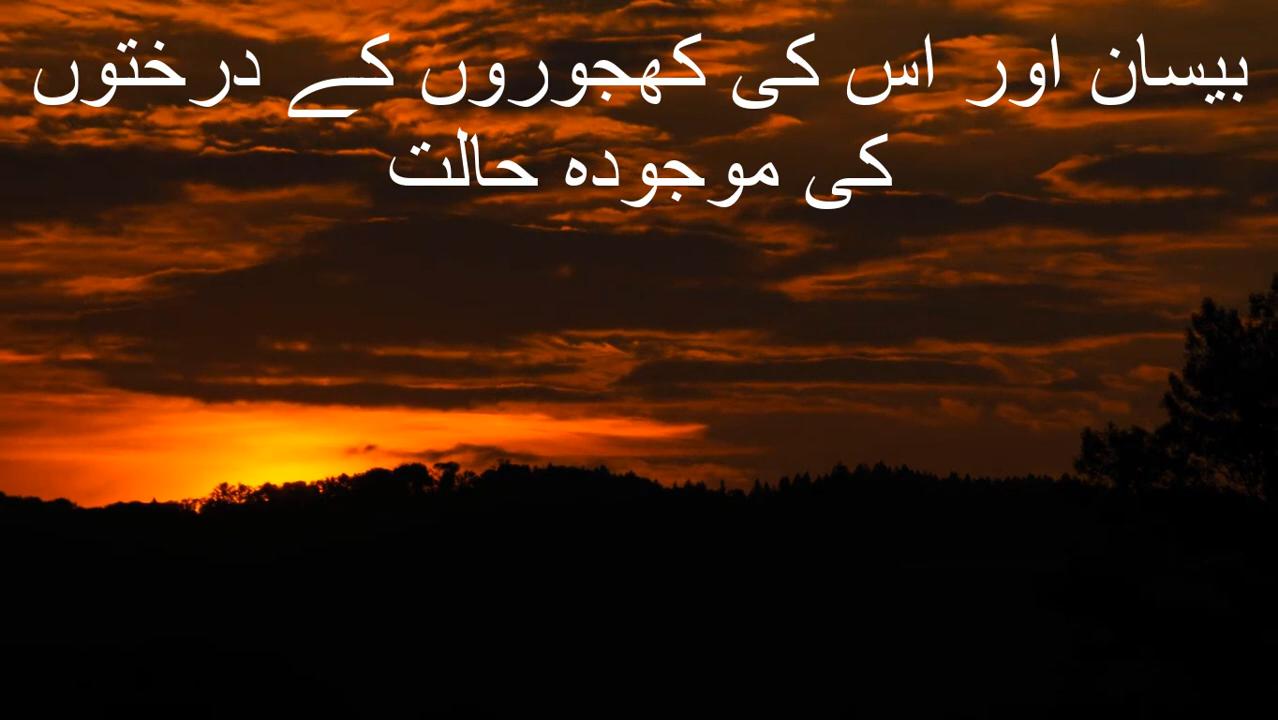 بیسان اور اس کی کھجوروں کے درختوں
کی موجودہ حالت